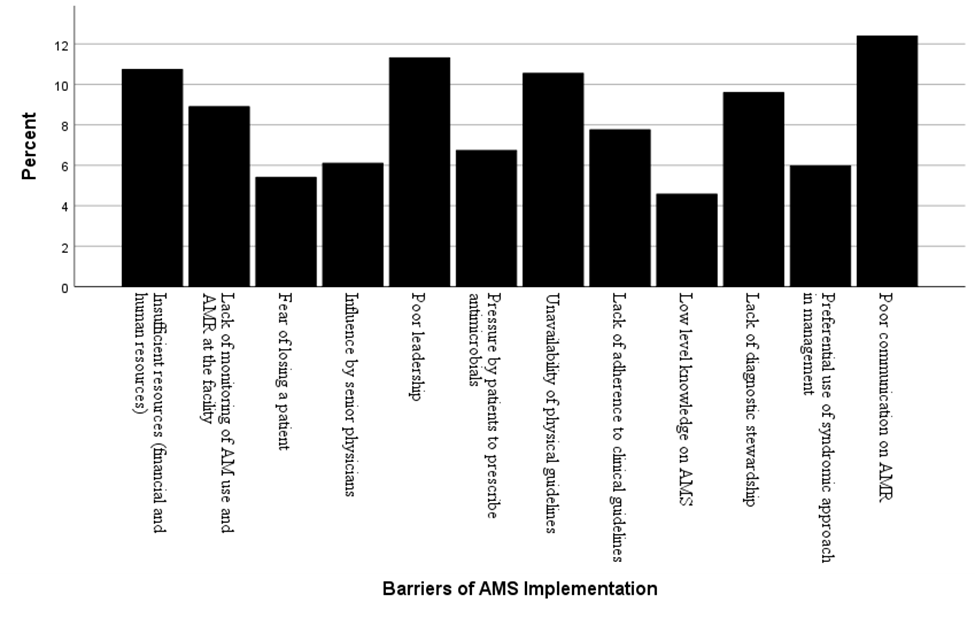 Percent
12
10
8
6
4
2
0
Insufficient resources (financial and
human resources)
Lack of monitoring of AM use and
AMR at the facility
Fear of losing a patient
Influence by senior physicians
Poor leadership
Pressure by patients to prescribe
antimicrobials
Unavailability of physical guidelines
Lack of adherence to clinical guidelines
Low level knowledge on AMS
Lack of diagnostic stewardship
Preferential use of syndromic approach
in management
Poor communication on AMR
Barriers of AMS Implementation